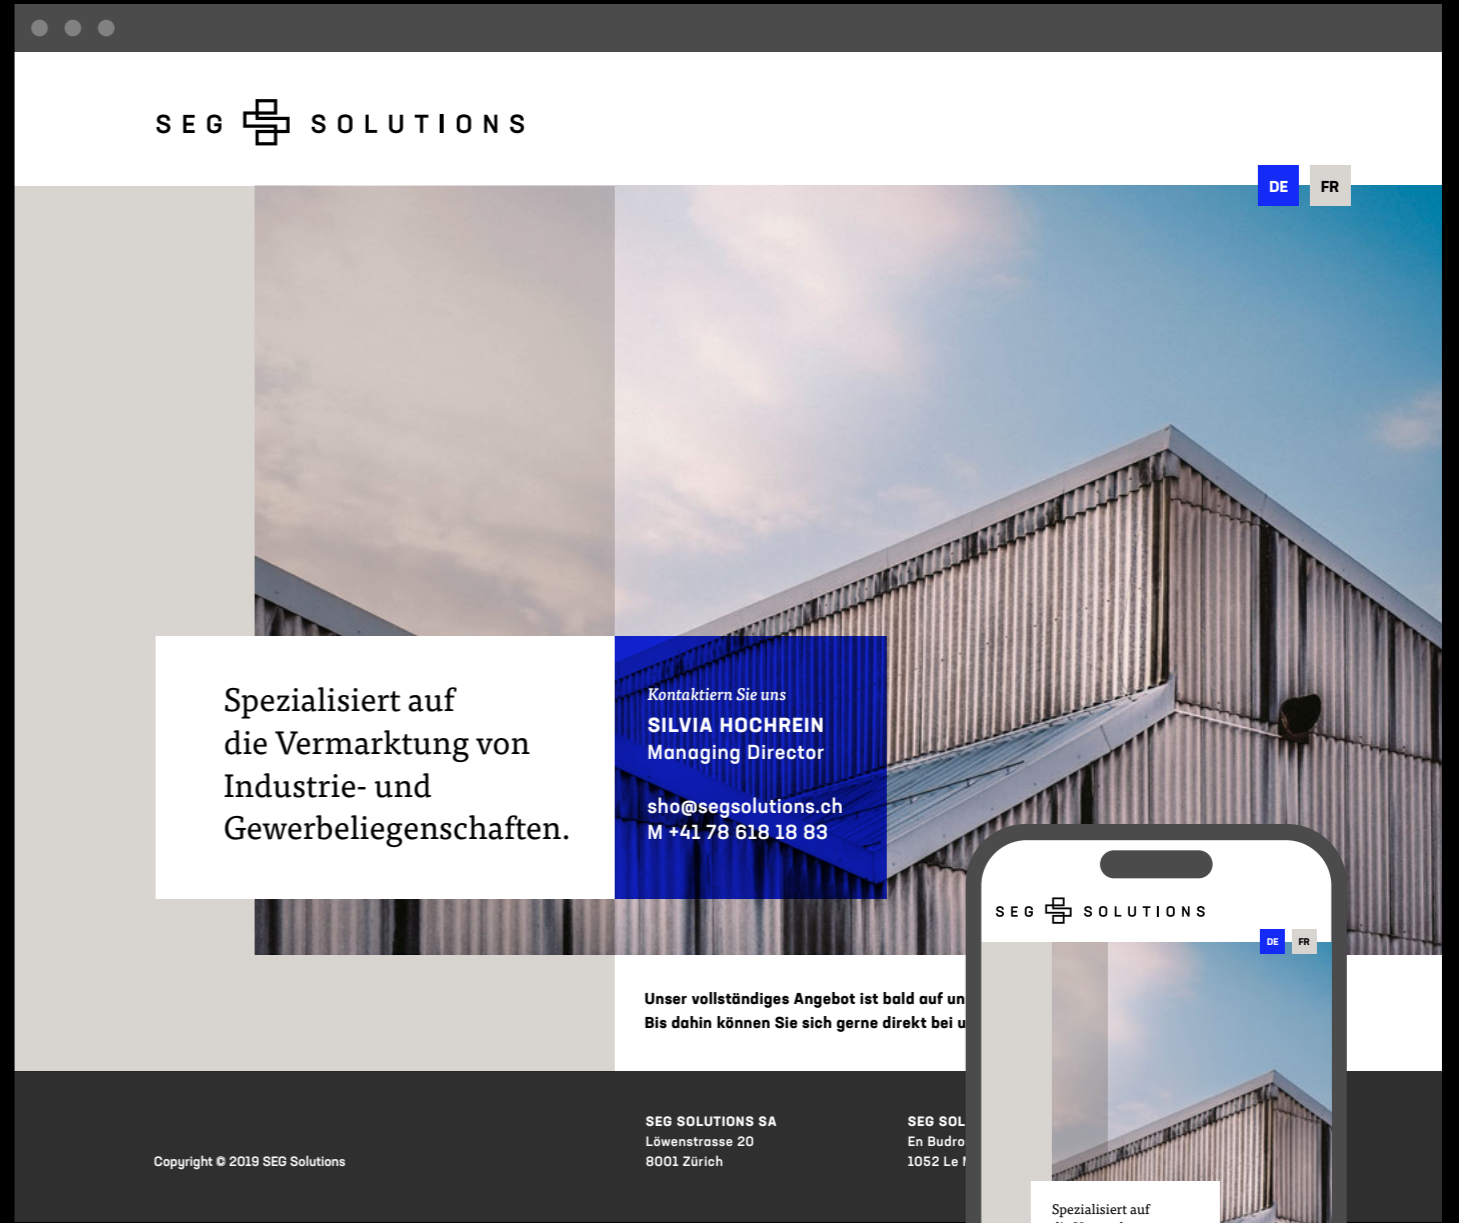 SEG SOLUTIONS
DE FR
Spezialisiert auf
die Vermarktung von
Industrie- und
Gewerbeliegenschaften.
Kontaktiern Sie uns
SILVIA HOCHREIN
Managing Director
sho@segsolutions.ch
M +41 78 618 18 83
Unser vollständiges Angebot ist bald auf
Bis dahin können Sie sich gerne direkt bei
Copyright © 2019 SEG Solutions
SEG SOLUTIONS SA
Löwenstrasse 20
8001 Zürich
SEG
En
1052 Le
SEG SOLUTIONS
DE FR
Spezialisiert auf